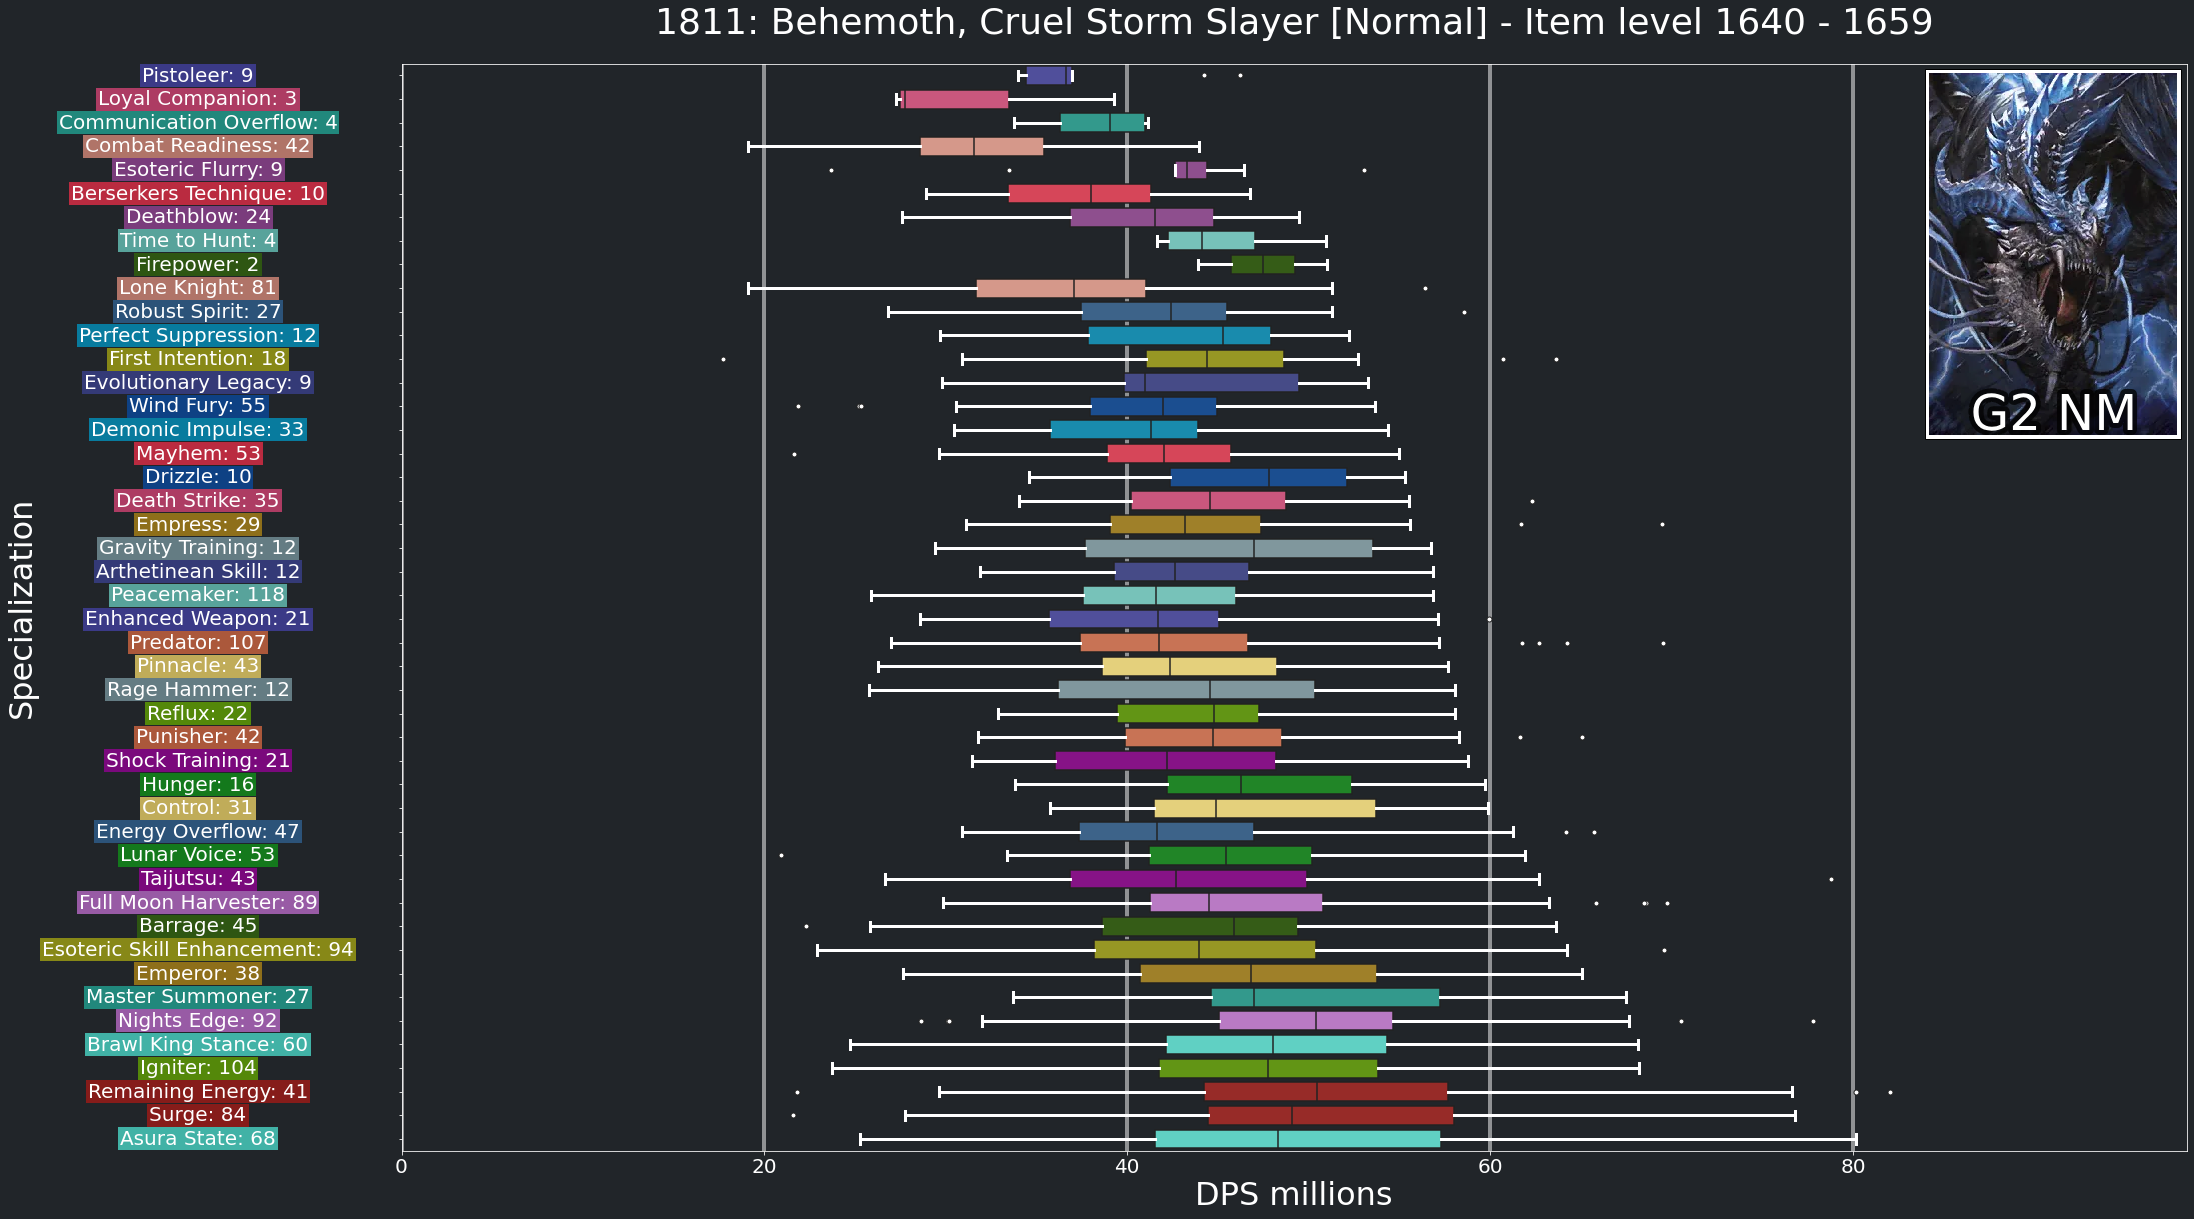 1811: Behemoth, Cruel Storm Slayer [Normal] - Item level 1640 - 1659
Pistoleer: 9
Loyal Companion: 3
Communication Overflow: 4
Combat Readiness: 42
Esoteric Flurry: 9
Berserkers Technique: 10
Deathblow: 24
Time to Hunt: 4
Firepower: 2
Lone Knight: 81
Robust Spirit: 27
Perfect Suppression: 12
First Intention: 18
Evolutionary Legacy: 9
Wind Fury: 55
Demonic Impulse: 33
Mayhem: 53
Drizzle: 10
Death Strike: 35
Empress: 29
Gravity Training: 12
Arthetinean Skill: 12
Peacemaker: 118
Enhanced Weapon: 21
Predator: 107
Pinnacle: 43
Rage Hammer: 12
Reflux: 22
Punisher: 42
Shock Training: 21
Hunger: 16
Control: 31
Energy Overflow: 47
Lunar Voice: 53
Taijutsu: 43
Full Moon Harvester: 89
Barrage: 45
Esoteric Skill Enhancement: 94
Emperor: 38
Master Summoner: 27
Nights Edge: 92
Brawl King Stance: 60
Igniter: 104
Remaining Energy: 41
Surge: 84
Asura State: 68
Specialization
G2 NM
0 20 40 60 80
DPS millions